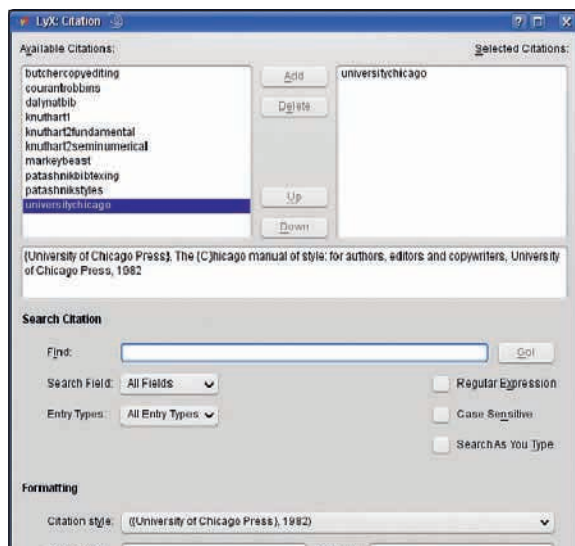 LyX: Citation
Available Citations:
Selected Citations:
butchercopyediting
courantrobbins
dalynatbib
knuthart1
knuthart2fundamental
knuthart2seminumerical
markeybeast
patashnikbibtexing
patashnikstyles
universitychicago
Add
Delete
Up
Down
universitychicago
{University of Chicago Press}, The {C}hicago manual of style: for authors, editors and copywriters, University
of Chicago Press, 1982
Search Citation
Find:
Go!
Search Field: All Fields
Regular Expression
Entry Types: All Entry Types
Case Sensitive
Search As You Type
Formatting
Citation style: ({University of Chicago Press}, 1982)